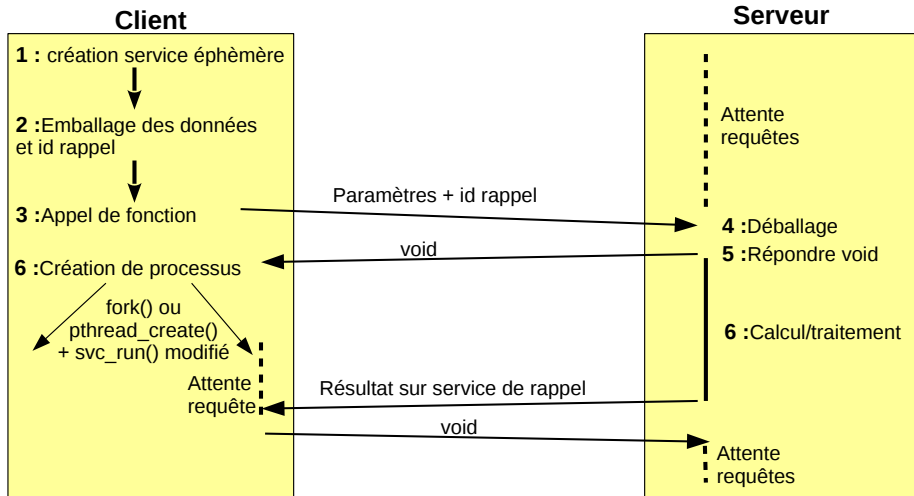 Client
Serveur
1 : création service éphèmère
2 :Emballage des données
et id rappel
Attente
requêtes
Paramètres + id rappel
3 :Appel de fonction
4 :Déballage
void
5 :Répondre void
6 :Création de processus
fork() ou
pthread_create()
+ svc_run() modifié
6 :Calcul/traitement
Attente
requête
Résultat sur service de rappel
void
Attente
requêtes